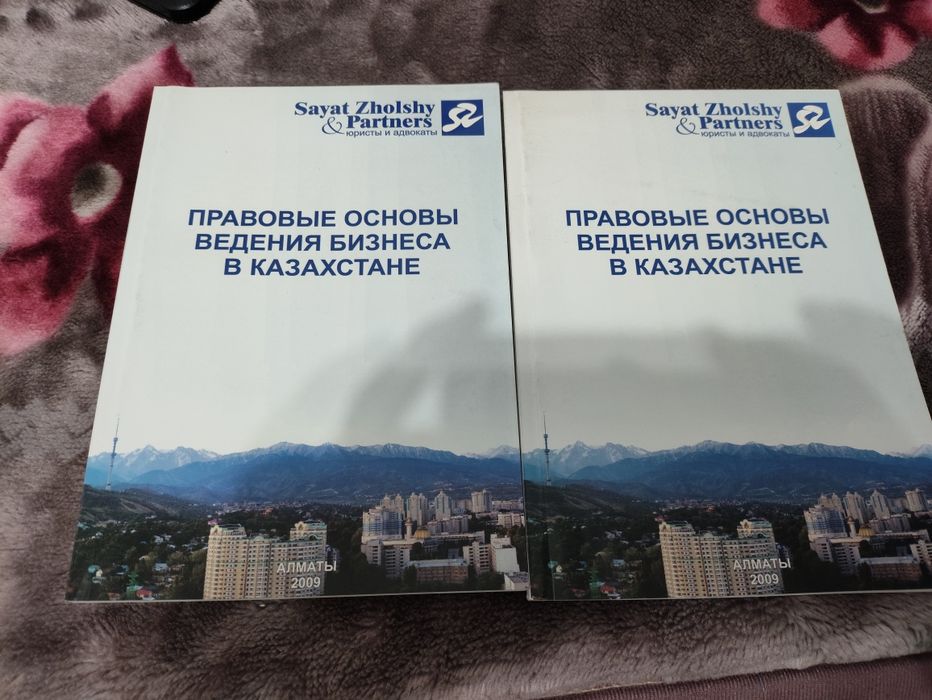 Sayat Zholshy
& Partners
юристы и адвокаты
ПРАВОВЫЕ ОСНОВЫ
ВЕДЕНИЯ БИЗНЕСА
В КАЗАХСТАНЕ
АЛМАТЫ
2009
Sayat Zholshy
& Partners
юристы и адвокаты
ПРАВОВЫЕ ОСНОВЫ
ВЕДЕНИЯ БИЗНЕСА
В КАЗАХСТАНЕ
АЛМАТЫ
2009